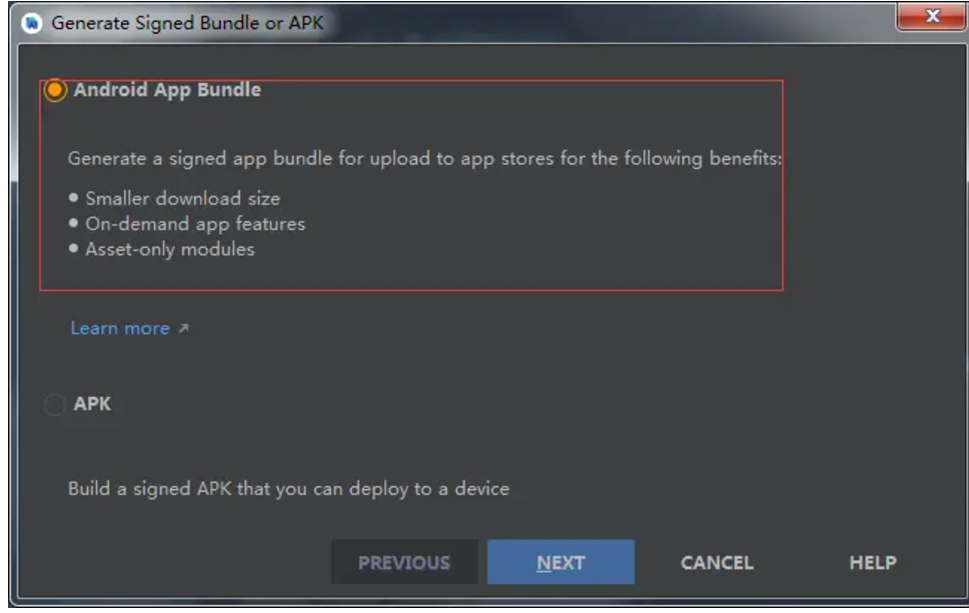 Generate Signed Bundle or APK
Android App Bundle
Generate a signed app bundle for upload to app stores for the following benefits:
• Smaller download size
• On-demand app features
• Asset-only modules
Learn more ↗
APK
Build a signed APK that you can deploy to a device
PREVIOUS NEXT CANCEL HELP